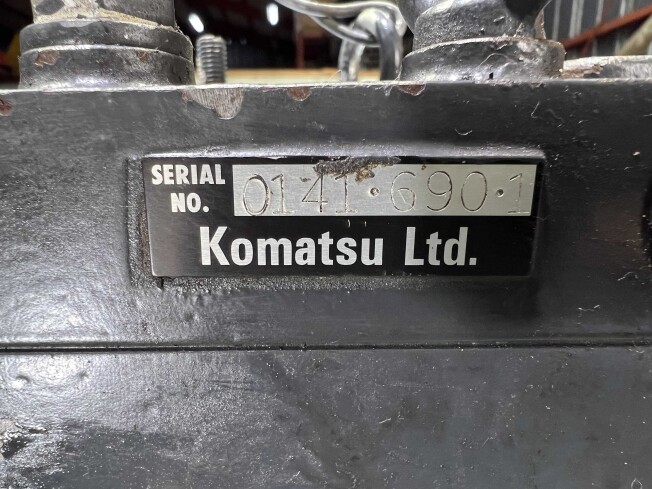 SERIAL NO. 0141·690·1
Komatsu Ltd.